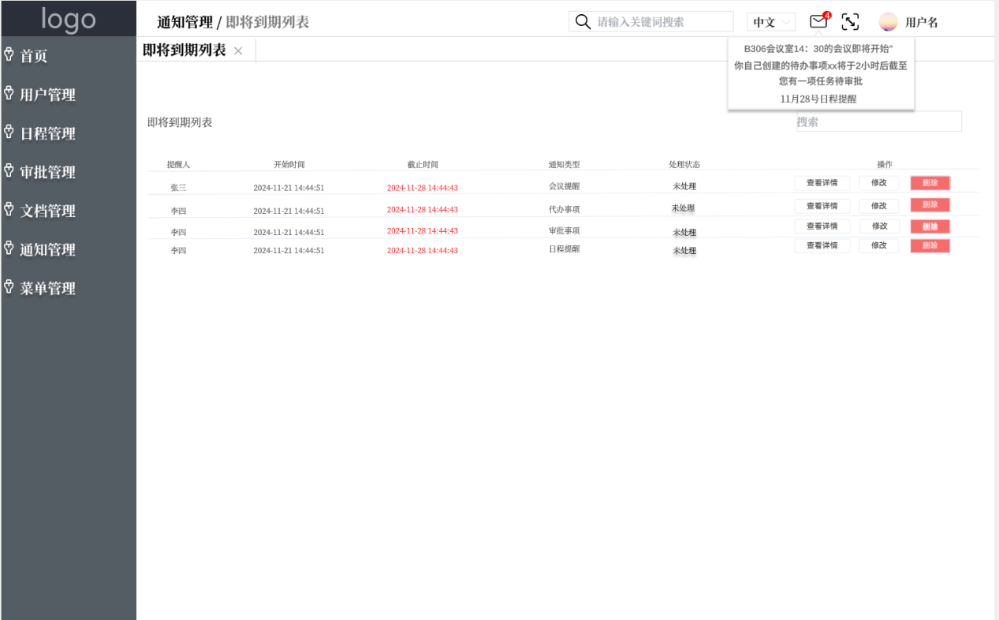 logo
通知管理 / 即将到期列表
请输入关键词搜索
中文
4
用户名
即将到期列表
B306会议室14：30的会议即将开始”
你自己创建的待办事项xx将于2小时后截至
您有一项任务待审批
11月28号日程提醒
首页
用户管理
日程管理
审批管理
文档管理
通知管理
菜单管理
即将到期列表
搜索
提醒人 开始时间 截止时间 通知类型 处理状态 操作
张三 2024-11-21 14:44:51 2024-11-28 14:44:43 会议提醒 未处理 查看详情 修改 删除
李四 2024-11-21 14:44:51 2024-11-28 14:44:43 代办事项 未处理 查看详情 修改 删除
李四 2024-11-21 14:44:51 2024-11-28 14:44:43 审批事项 未处理 查看详情 修改 删除
李四 2024-11-21 14:44:51 2024-11-28 14:44:43 日程提醒 未处理 查看详情 修改 删除